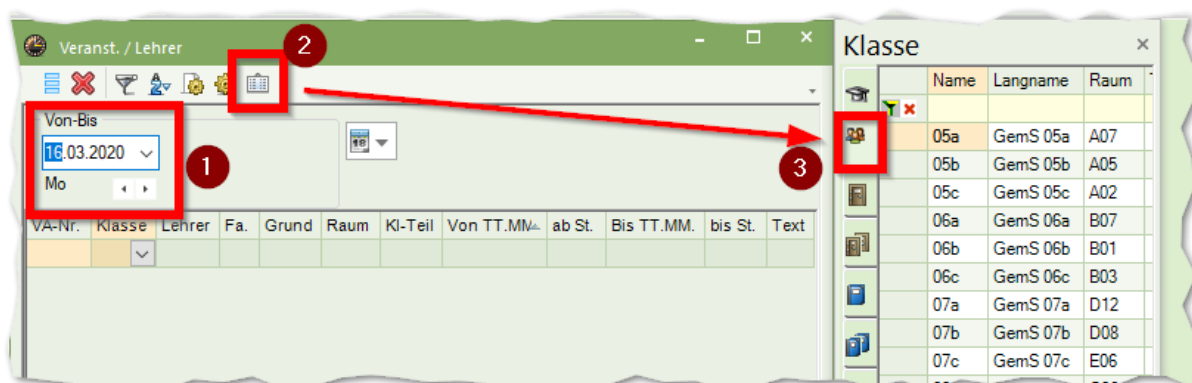 Veranst. / Lehrer
2
Von-Bis
16.03.2020
Mo
1
VA-Nr. Klasse Lehrer Fa. Grund Raum Kl-Teil Von TT.MM. ab St. Bis TT.MM. bis St. Text
Klasse
3
Name Langname Raum
05a GemS 05a A07
05b GemS 05b A05
05c GemS 05c A02
06a GemS 06a B07
06b GemS 06b B01
06c GemS 06c B03
07a GemS 07a D12
07b GemS 07b D08
07c GemS 07c E06